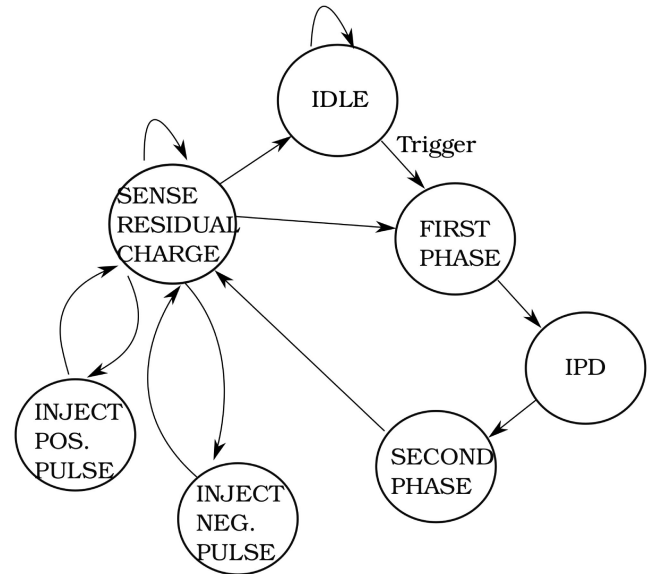 IDLE
Trigger
SENSE
RESIDUAL
CHARGE
FIRST
PHASE
IPD
INJECT
POS.
PULSE
SECOND
PHASE
INJECT
NEG.
PULSE